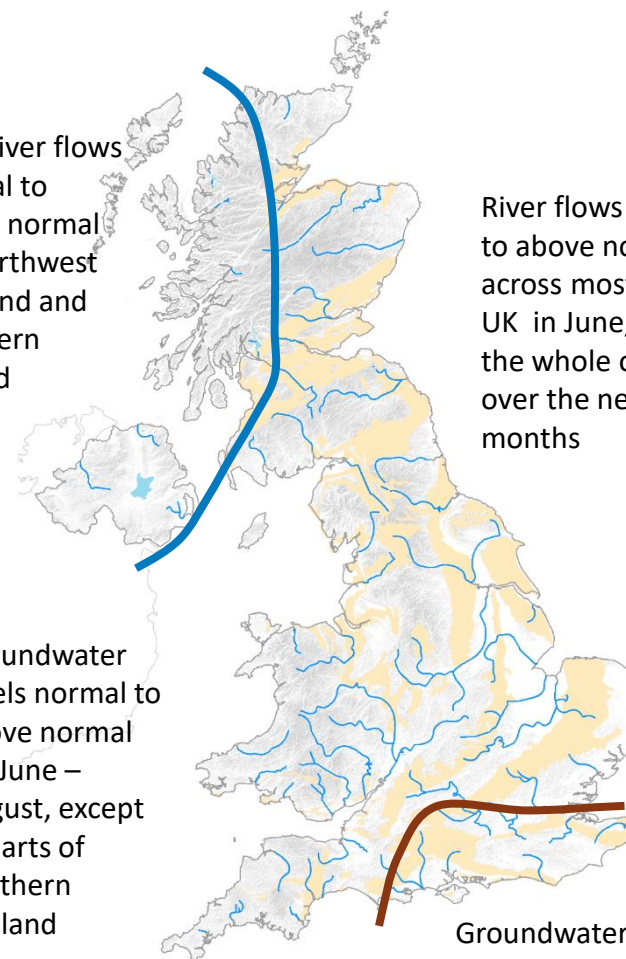 iver flows
al to
normal
rthwest
nd and
ern
d
River flows
to above no
across most
UK in June,
the whole o
over the ne
months
oundwater
els normal to
ove normal
June –
gust, except
arts of
thern
land
Groundwater